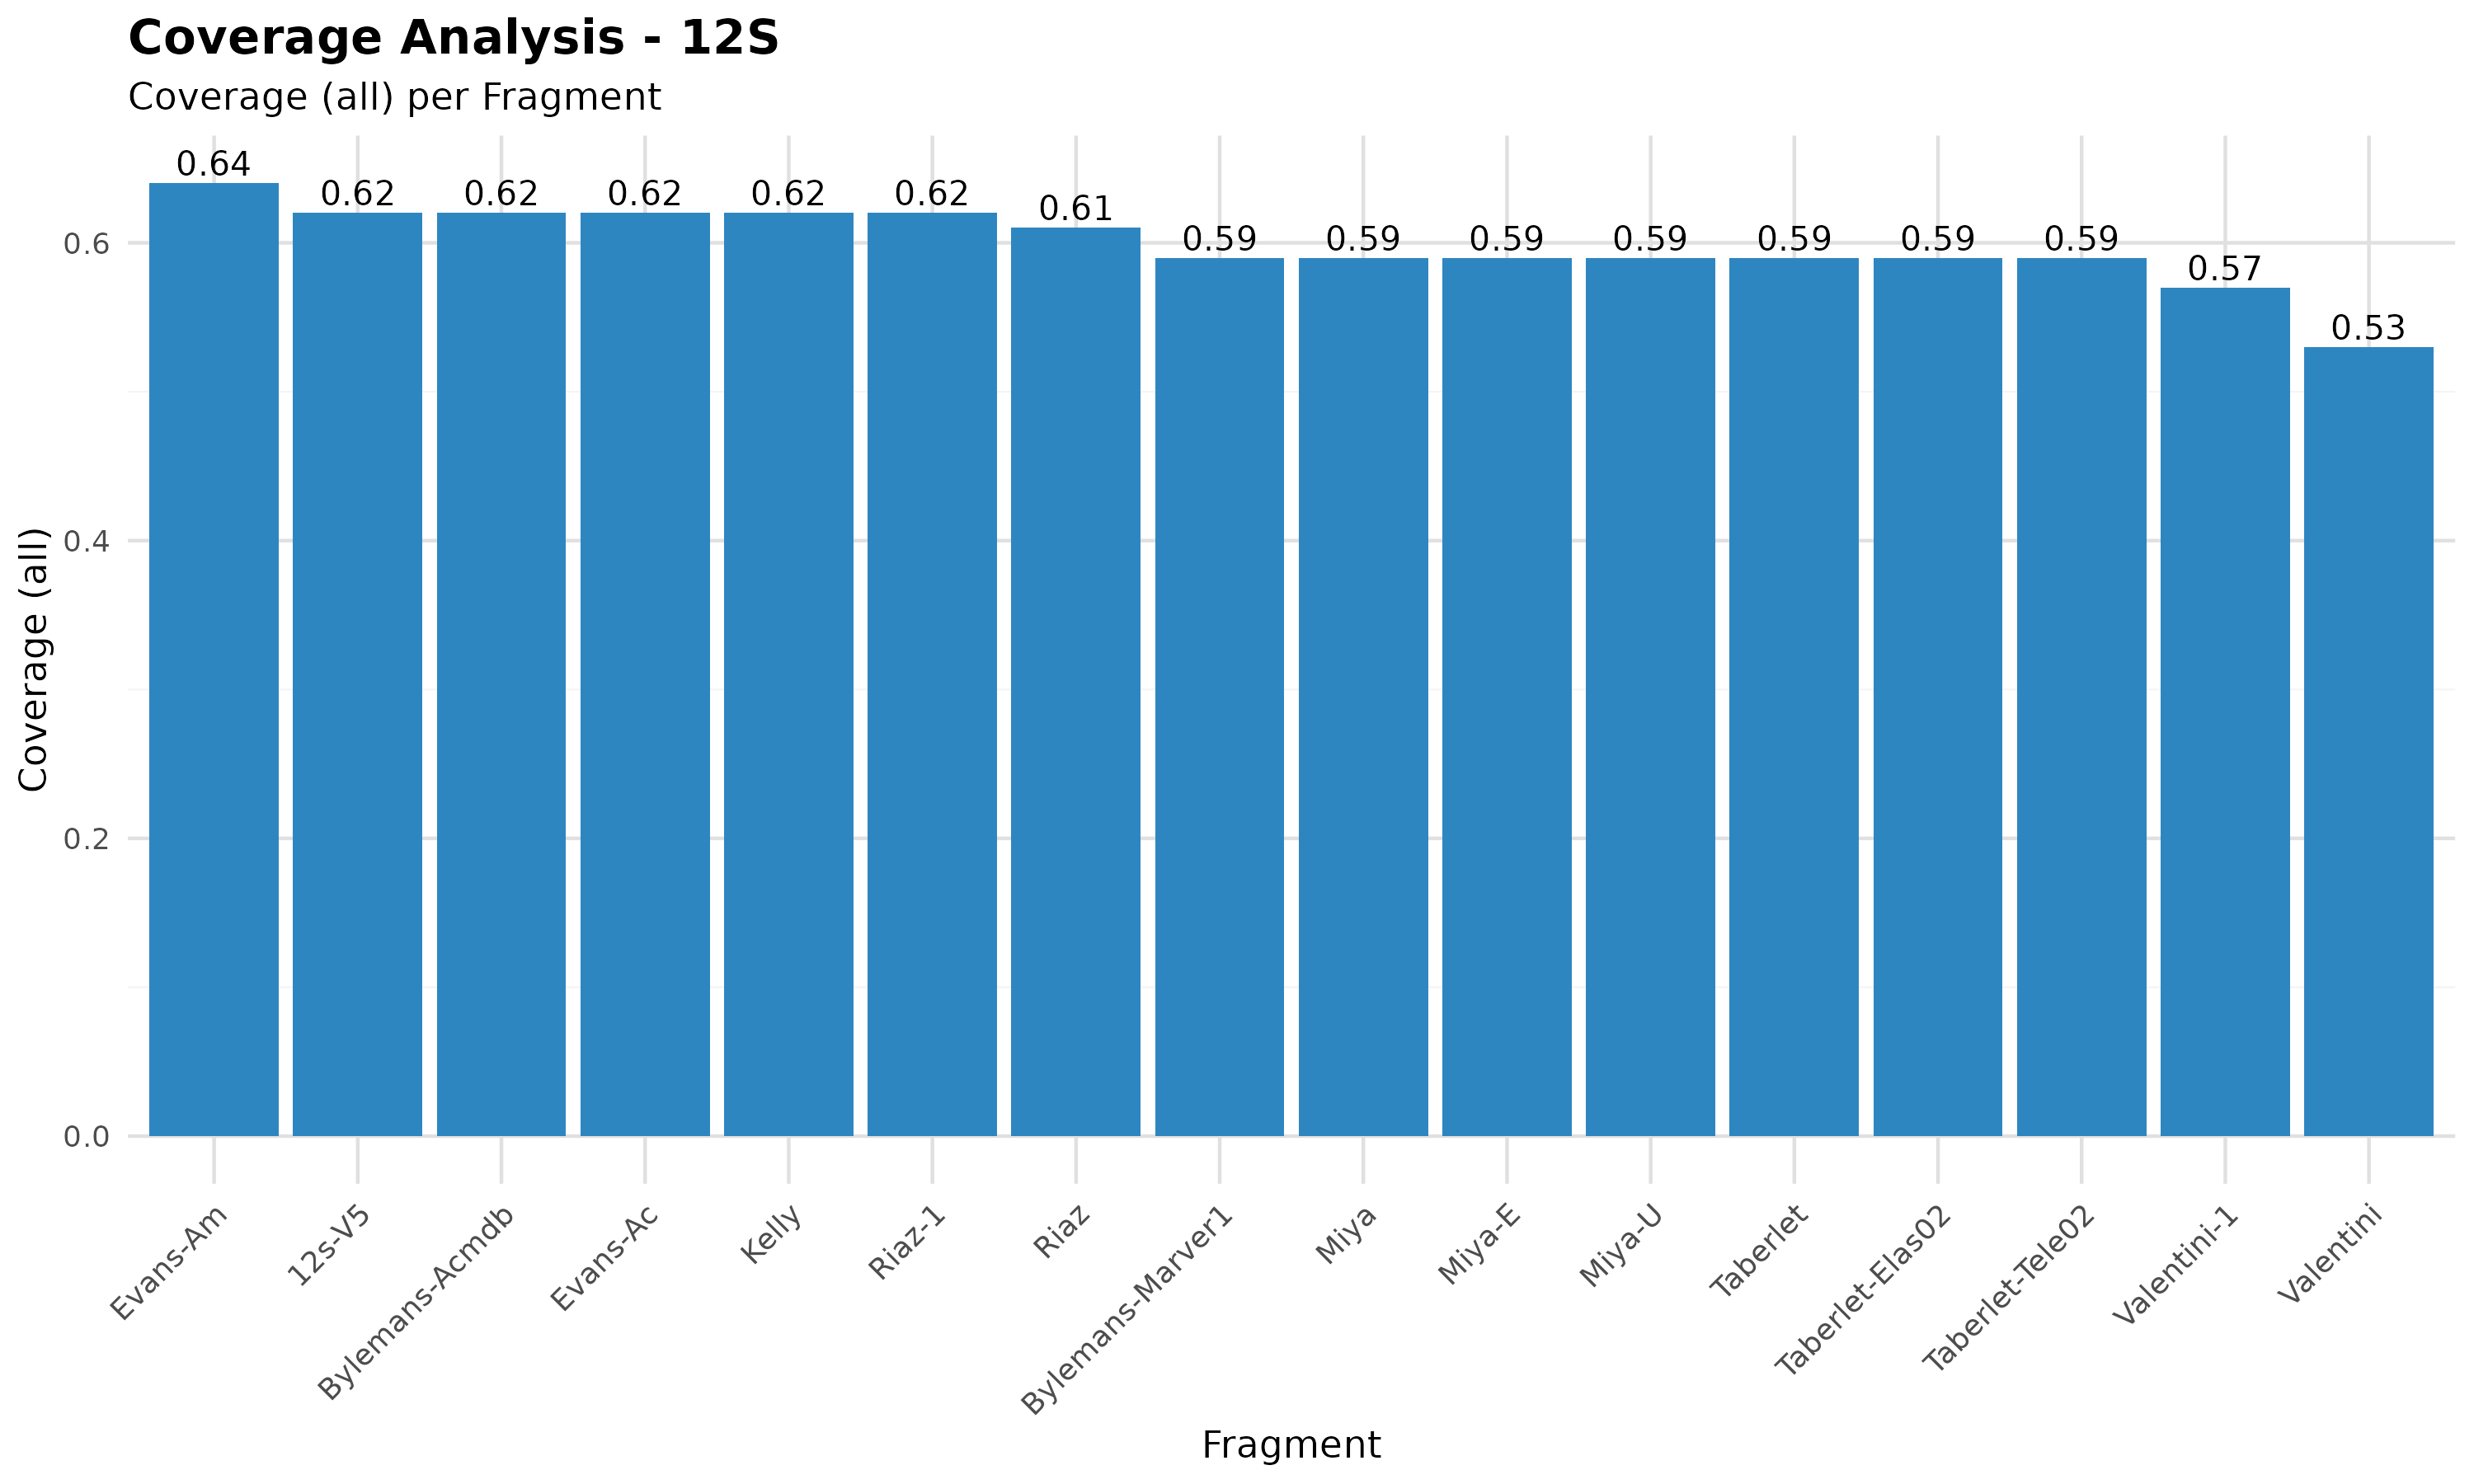 Coverage Analysis - 12S
Coverage (all) per Fragment
0.64
0.62
0.62
0.62
0.62
0.62
0.61
0.59
0.59
0.59
0.59
0.59
0.59
0.59
0.57
0.53
Coverage (all)
0.6
0.4
0.2
0.0
Evans-Am
12s-V5
Bylemans-Acmdb
Evans-Ac
Kelly
Riaz-1
Riaz
Bylemans-Marver1
Miya
Miya-E
Miya-U
Taberlet
Taberlet-Elas02
Taberlet-Tele02
Valentini-1
Valentini
Fragment